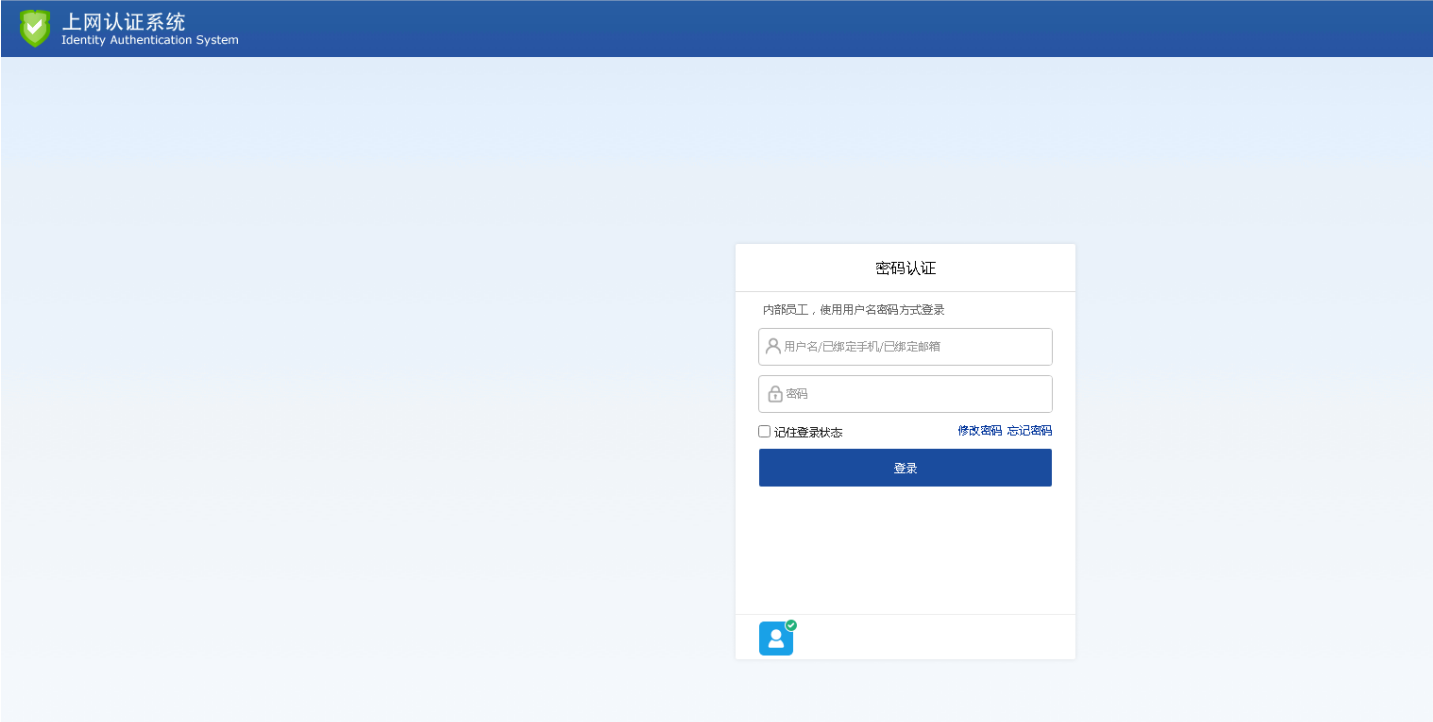 上网认证系统
Identity Authentication System
密码认证
内部员工，使用用户名密码方式登录
用户名/已绑定手机/已绑定邮箱
密码
记住登录状态 修改密码 忘记密码
登录